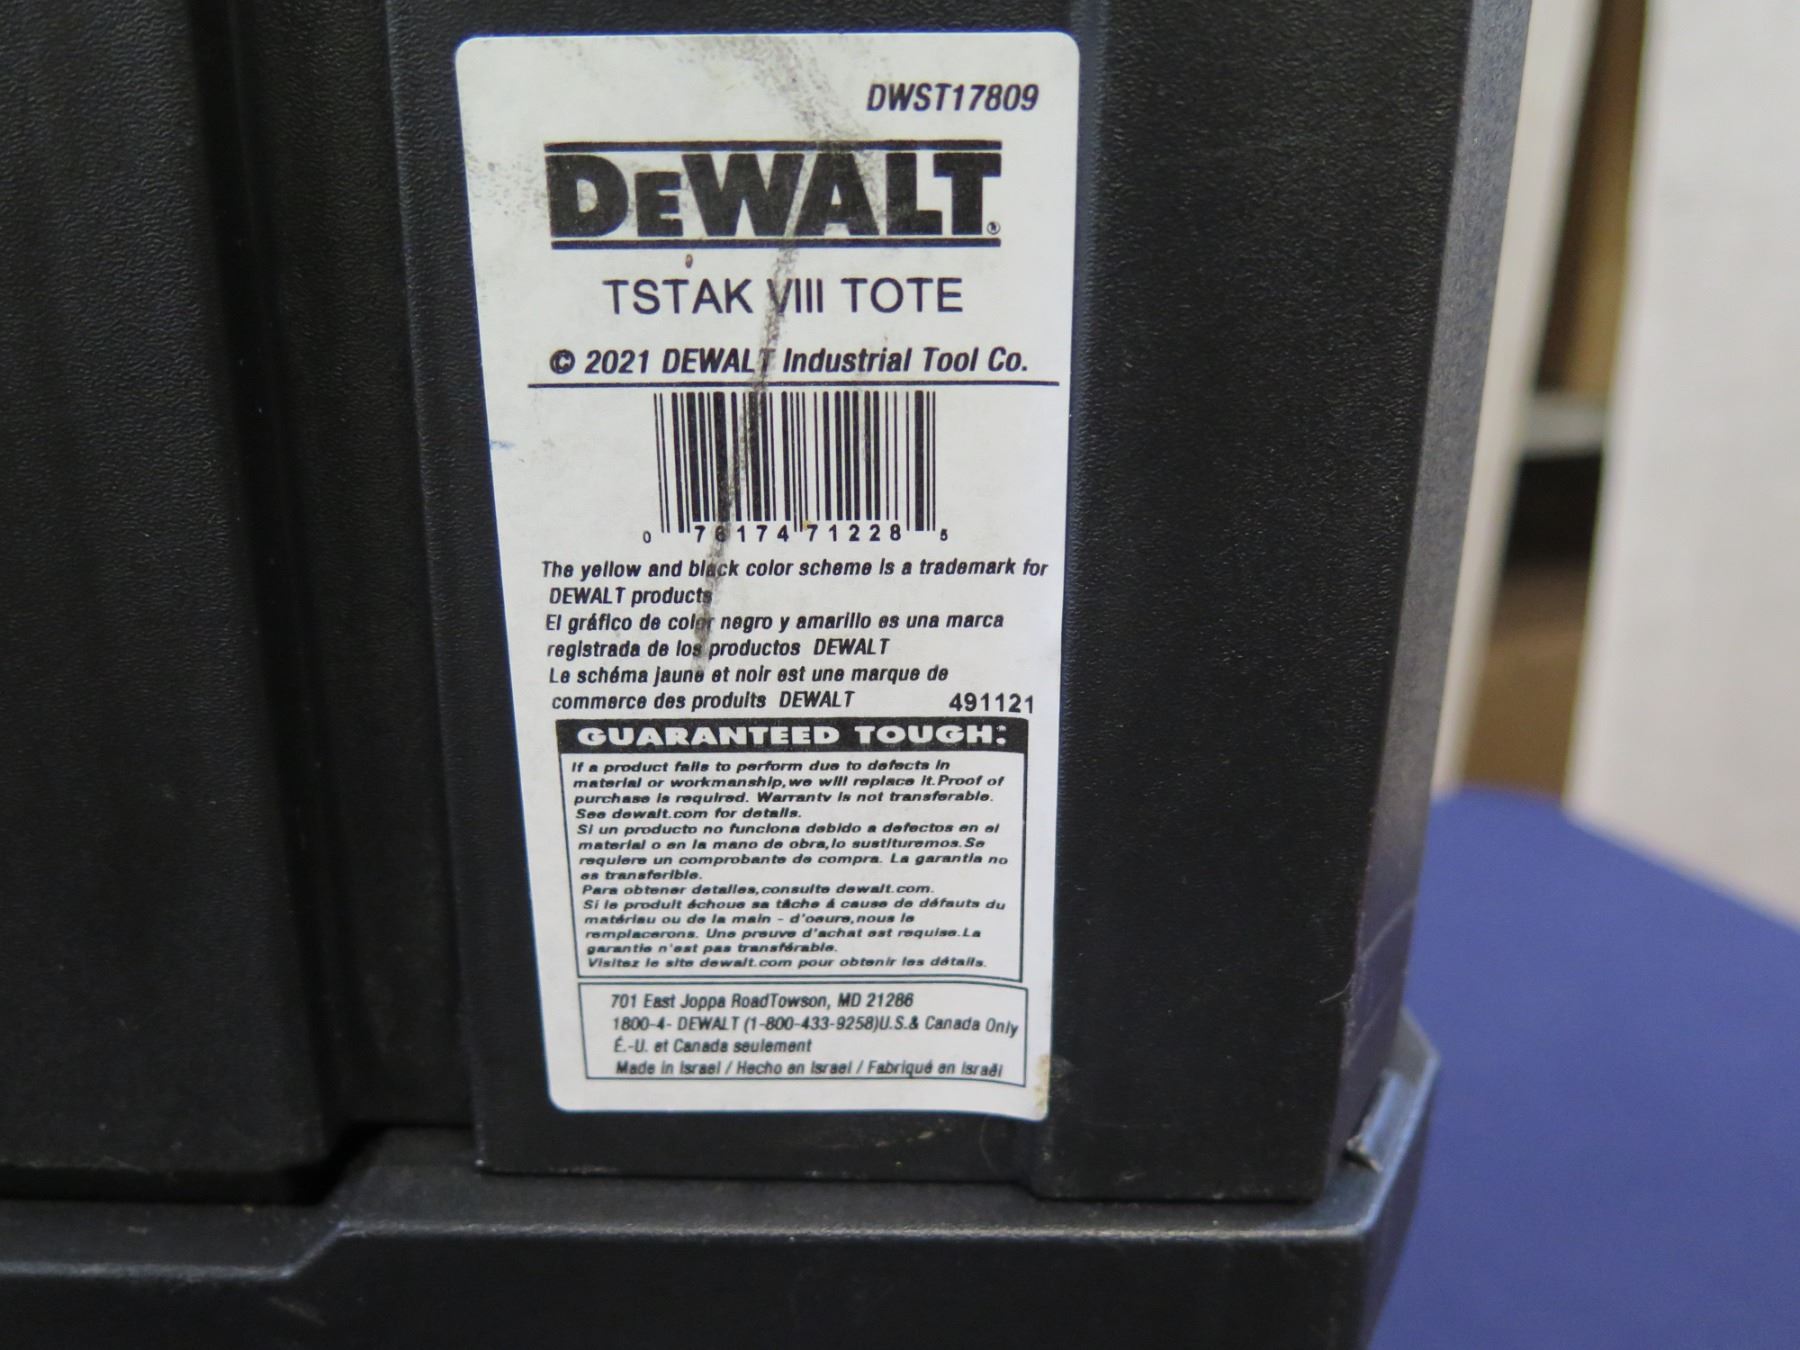 DWST17809
DEWALT®
TSTAK VIII TOTE
© 2021 DEWALT Industrial Tool Co.
0 76174 71228 5
The yellow and black color scheme is a trademark for
DEWALT products
El gráfico de color negro y amarillo es una marca
registrada de los productos DEWALT
Le schéma jaune et noir est une marque de
commerce des produits DEWALT 491121
GUARANTEED TOUGH:
If a product fails to perform due to defects in
material or workmanship,we will replace it.Proof of
purchase is required. Warranty is not transferable.
See dewalt.com for details.
Si un producto no funciona debido a defectos en el
material o en la mano de obra,lo sustituremos.Se
requiere un comprobante de compra. La garantia no
es transferible.
Para obtener detalles,consulte dewalt.com.
Si le produit échoue sa tâche á cause de défauts du
matériau ou de la main - d'oeure,nous le
remplacerons. Une preuve d'achat est requise.La
garantie n'est pas transférable.
Visitez le site dewalt.com pour obtenir les détails.
701 East Joppa RoadTowson, MD 21286
1800-4- DEWALT (1-800-433-9258)U.S.& Canada Only
É.-U. et Canada seulement
Made in Israel / Hecho en Israel / Fabriqué en Israël